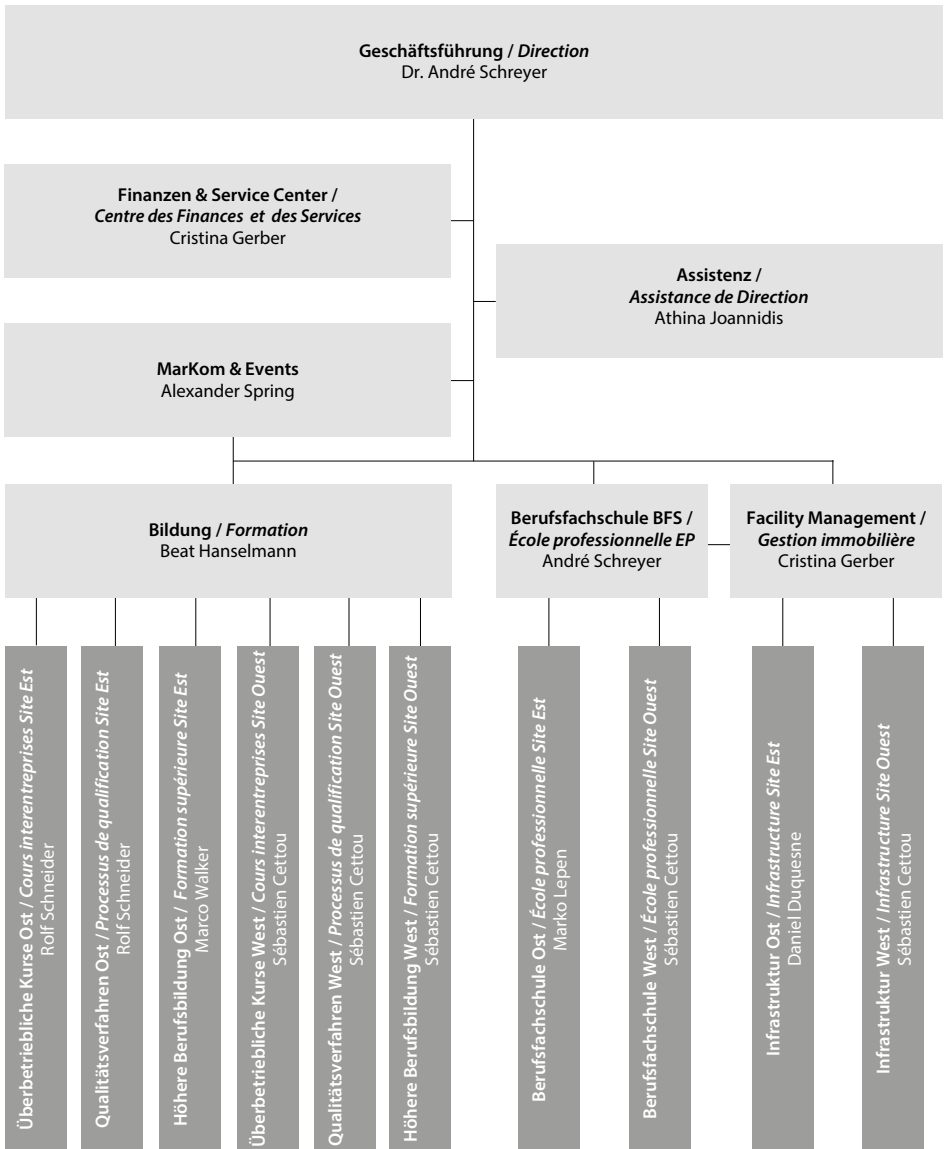 Geschäftsführung / Direction
Dr. André Schreyer
Finanzen & Service Center /
Centre des Finances et des Services
Cristina Gerber
Assistenz /
Assistance de Direction
Athina Joannidis
MarKom & Events
Alexander Spring
Bildung / Formation
Beat Hanselmann
Berufsfachschule BFS /
École professionnelle EP
André Schreyer
Facility Management /
Gestion immobilière
Cristina Gerber
Überbetriebliche Kurse Ost / Cours interentreprises Site Est
Rolf Schneider
Qualitätsverfahren Ost / Processus de qualification Site Est
Rolf Schneider
Höhere Berufsbildung Ost / Formation supérieure Site Est
Marco Walker
Überbetriebliche Kurse West / Cours interentreprises Site Ouest
Sébastien Cettou
Qualitätsverfahren West / Processus de qualification Site Ouest
Sébastien Cettou
Höhere Berufsbildung West / Formation supérieure Site Ouest
Sébastien Cettou
Berufsfachschule Ost / École professionnelle Site Est
Marko Lepen
Berufsfachschule West / École professionnelle Site Ouest
Sébastien Cettou
Infrastruktur Ost / Infrastructure Site Est
Daniel Duquesne
Infrastruktur West / Infrastructure Site Ouest
Sébastien Cettou